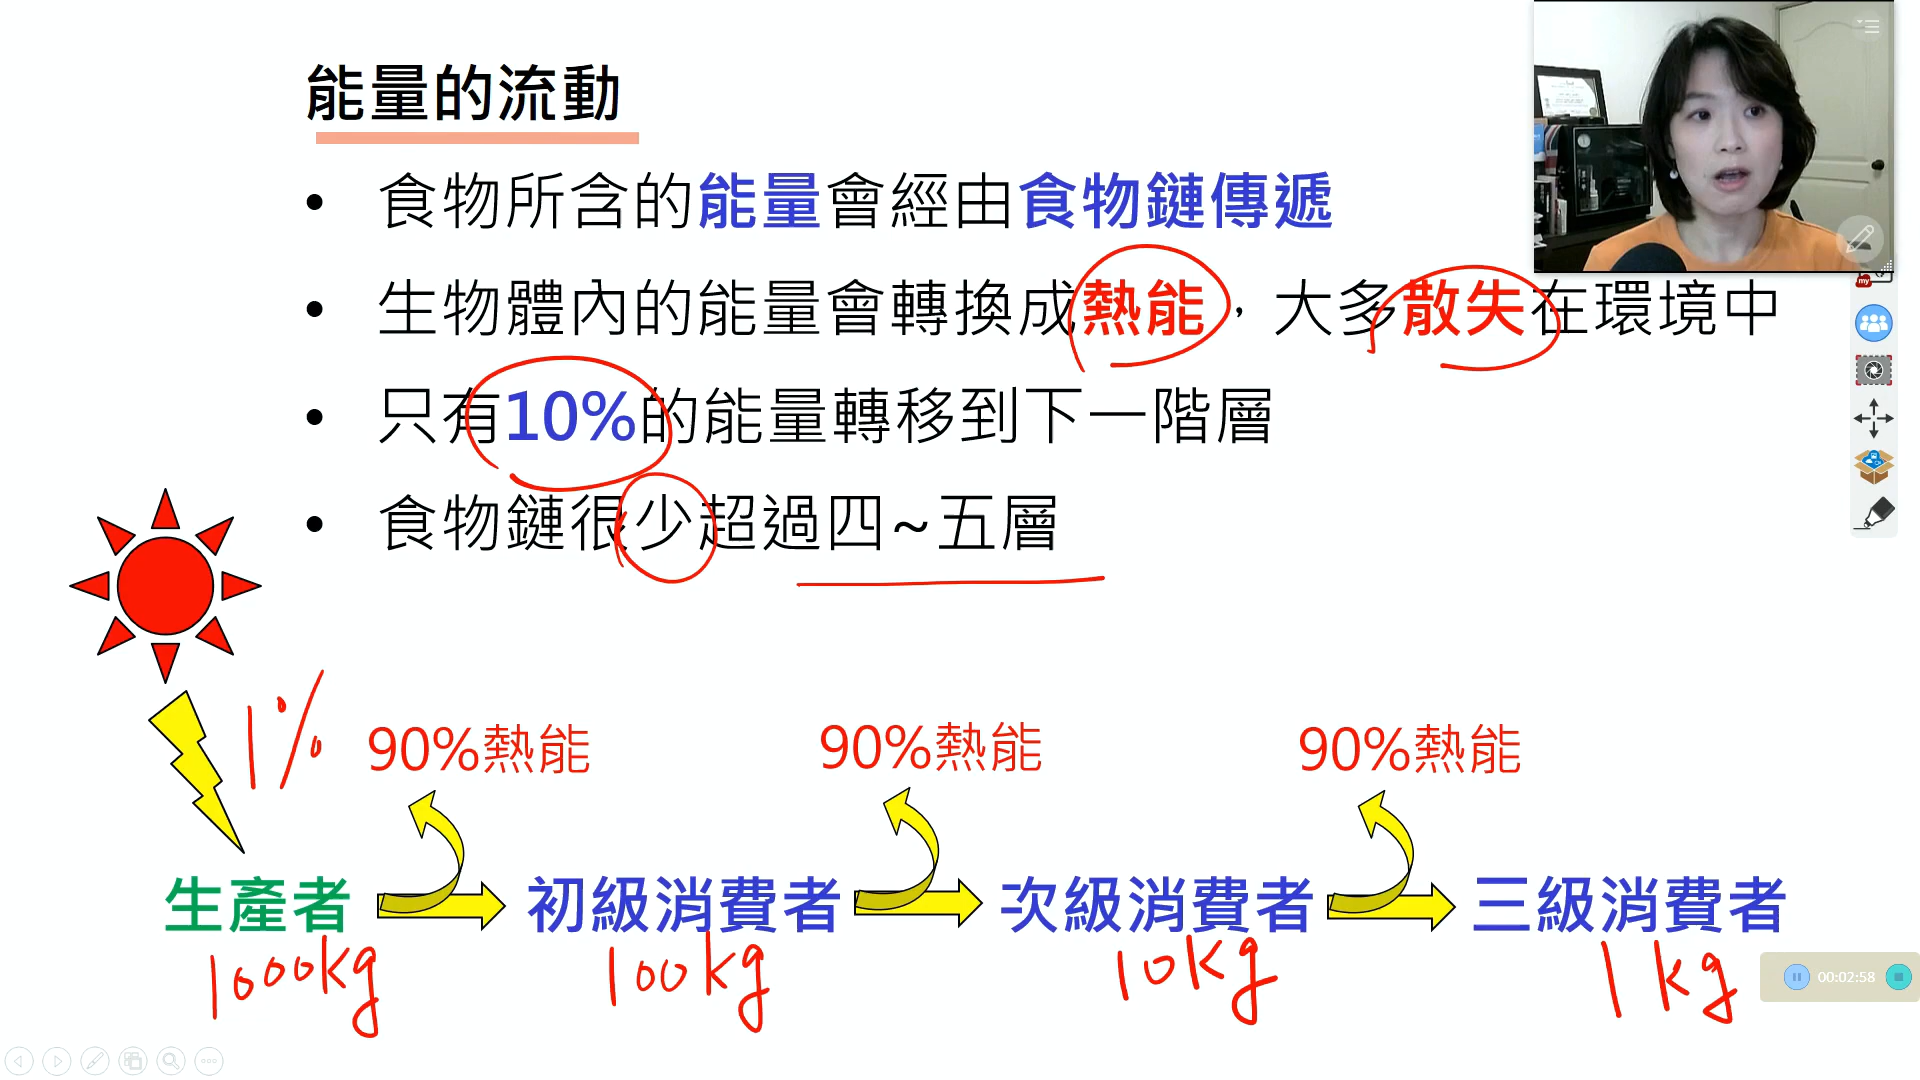 能量的流動
• 食物所含的能量會經由食物鏈傳遞
• 生物體內的能量會轉換成熱能，大多散失在環境中
• 只有10%的能量轉移到下一階層
• 食物鏈很少超過四~五層
1%
90%熱能 90%熱能 90%熱能
生產者 初級消費者 次級消費者 三級消費者
1000kg 100kg 10kg 1kg
00:02:58
my